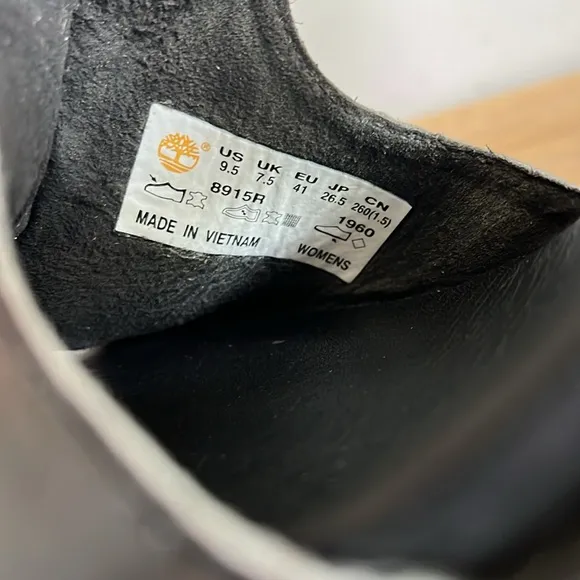 ® US UK EU JP CN
9.5 7.5 41 26.5 260(1.5)
8915R 1960
MADE IN VIETNAM WOMENS